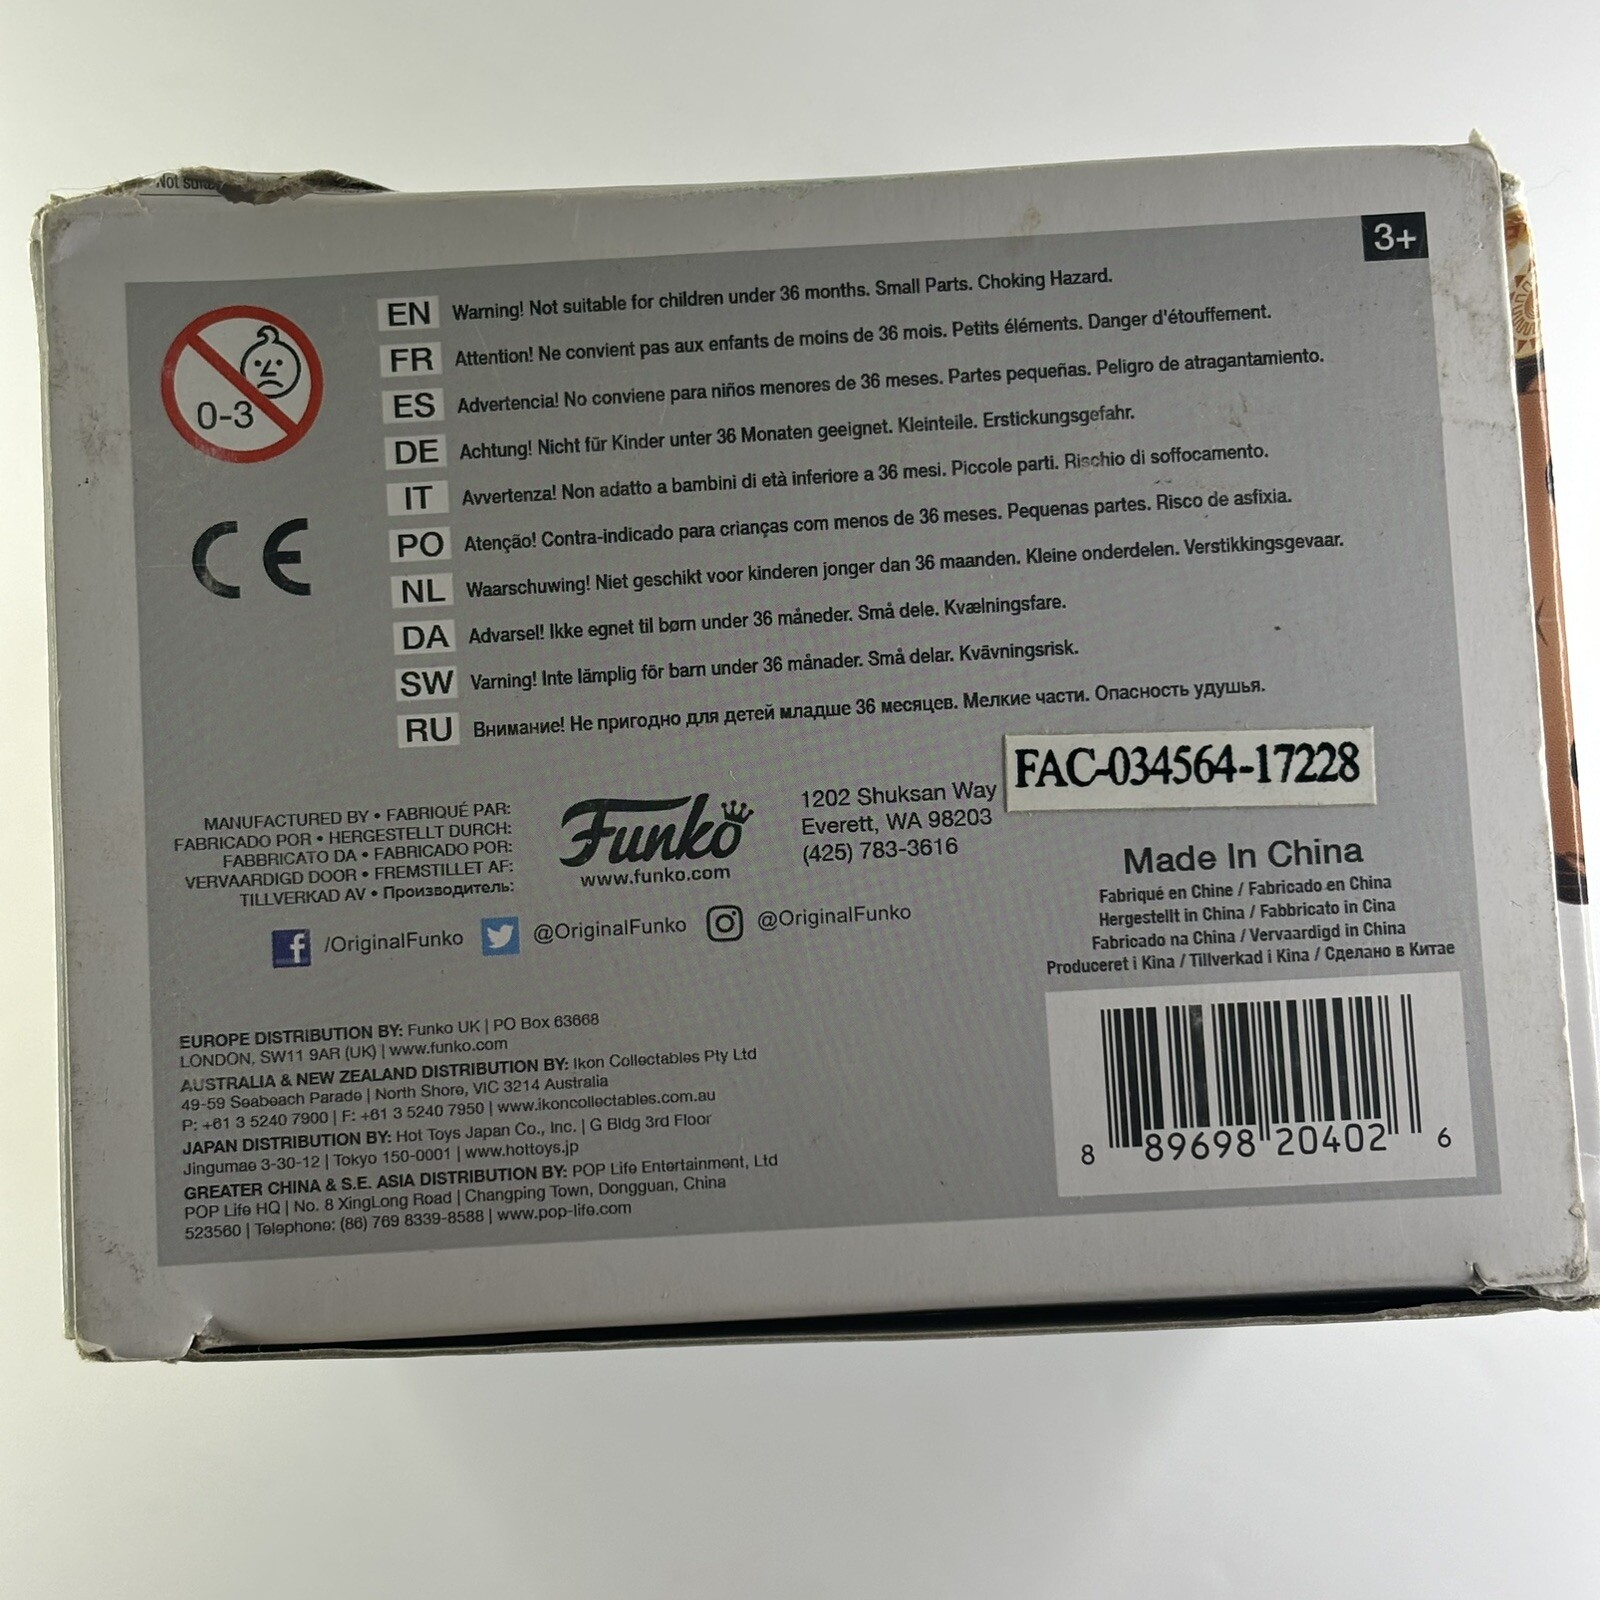 Not suita
3+
0-3
CE
EN Warning! Not suitable for children under 36 months. Small Parts. Choking Hazard.
FR Attention! Ne convient pas aux enfants de moins de 36 mois. Petits éléments. Danger d'étouffement.
ES Advertencia! No conviene para niños menores de 36 meses. Partes pequeñas. Peligro de atragantamiento.
DE Achtung! Nicht für Kinder unter 36 Monaten geeignet. Kleinteile. Erstickungsgefahr.
IT Avvertenza! Non adatto a bambini di età inferiore a 36 mesi. Piccole parti. Rischio di soffocamento.
PO Atenção! Contra-indicado para crianças com menos de 36 meses. Pequenas partes. Risco de asfixia.
NL Waarschuwing! Niet geschikt voor kinderen jonger dan 36 maanden. Kleine onderdelen. Verstikkingsgevaar.
DA Advarsel! Ikke egnet til børn under 36 måneder. Små dele. Kvælningsfare.
SW Varning! Inte lämplig för barn under 36 månader. Små delar. Kvävningsrisk.
RU Внимание! Не пригодно для детей младше 36 месяцев. Мелкие части. Опасность удушья.
MANUFACTURED BY • FABRIQUÉ PAR:
FABRICADO POR • HERGESTELLT DURCH:
FABBRICATO DA • FABRICADO POR:
VERVAARDIGD DOOR • FREMSTILLET AF:
TILLVERKAD AV • Производитель:
Funko
www.funko.com
1202 Shuksan Way
Everett, WA 98203
(425) 783-3616
FAC-034564-17228
/OriginalFunko @OriginalFunko @OriginalFunko
Made In China
Fabriqué en Chine / Fabricado en China
Hergestellt in China / Fabbricato in Cina
Fabricado na China / Vervaardigd in China
Produceret i Kina / Tillverkad i Kina / Сделано в Китае
EUROPE DISTRIBUTION BY: Funko UK | PO Box 63668
LONDON, SW11 9AR (UK) | www.funko.com
AUSTRALIA & NEW ZEALAND DISTRIBUTION BY: Ikon Collectables Pty Ltd
49-59 Seabeach Parade | North Shore, VIC 3214 Australia
P: +61 3 5240 7900 | F: +61 3 5240 7950 | www.ikoncollectables.com.au
JAPAN DISTRIBUTION BY: Hot Toys Japan Co., Inc. | G Bldg 3rd Floor
Jingumae 3-30-12 | Tokyo 150-0001 | www.hottoys.jp
GREATER CHINA & S.E. ASIA DISTRIBUTION BY: POP Life Entertainment, Ltd
POP Life HQ | No. 8 XingLong Road | Changping Town, Dongguan, China
523560 | Telephone: (86) 769 8339-8588 | www.pop-life.com
8 89698 20402 6